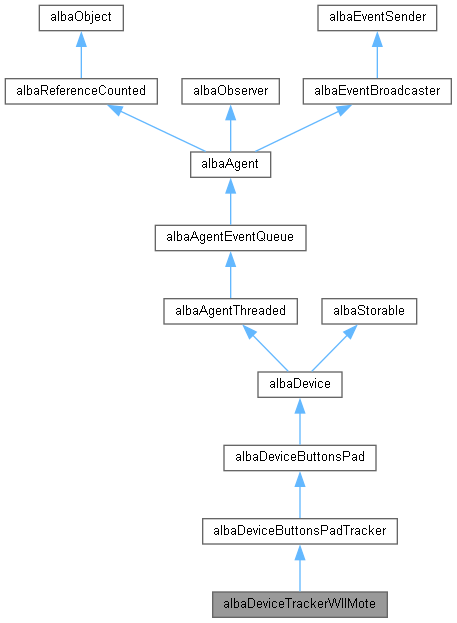 albaObject
albaEventSender
albaReferenceCounted
albaObserver
albaEventBroadcaster
albaAgent
albaAgentEventQueue
albaAgentThreaded
albaStorable
albaDevice
albaDeviceButtonsPad
albaDeviceButtonsPadTracker
albaDeviceTrackerWIIMote